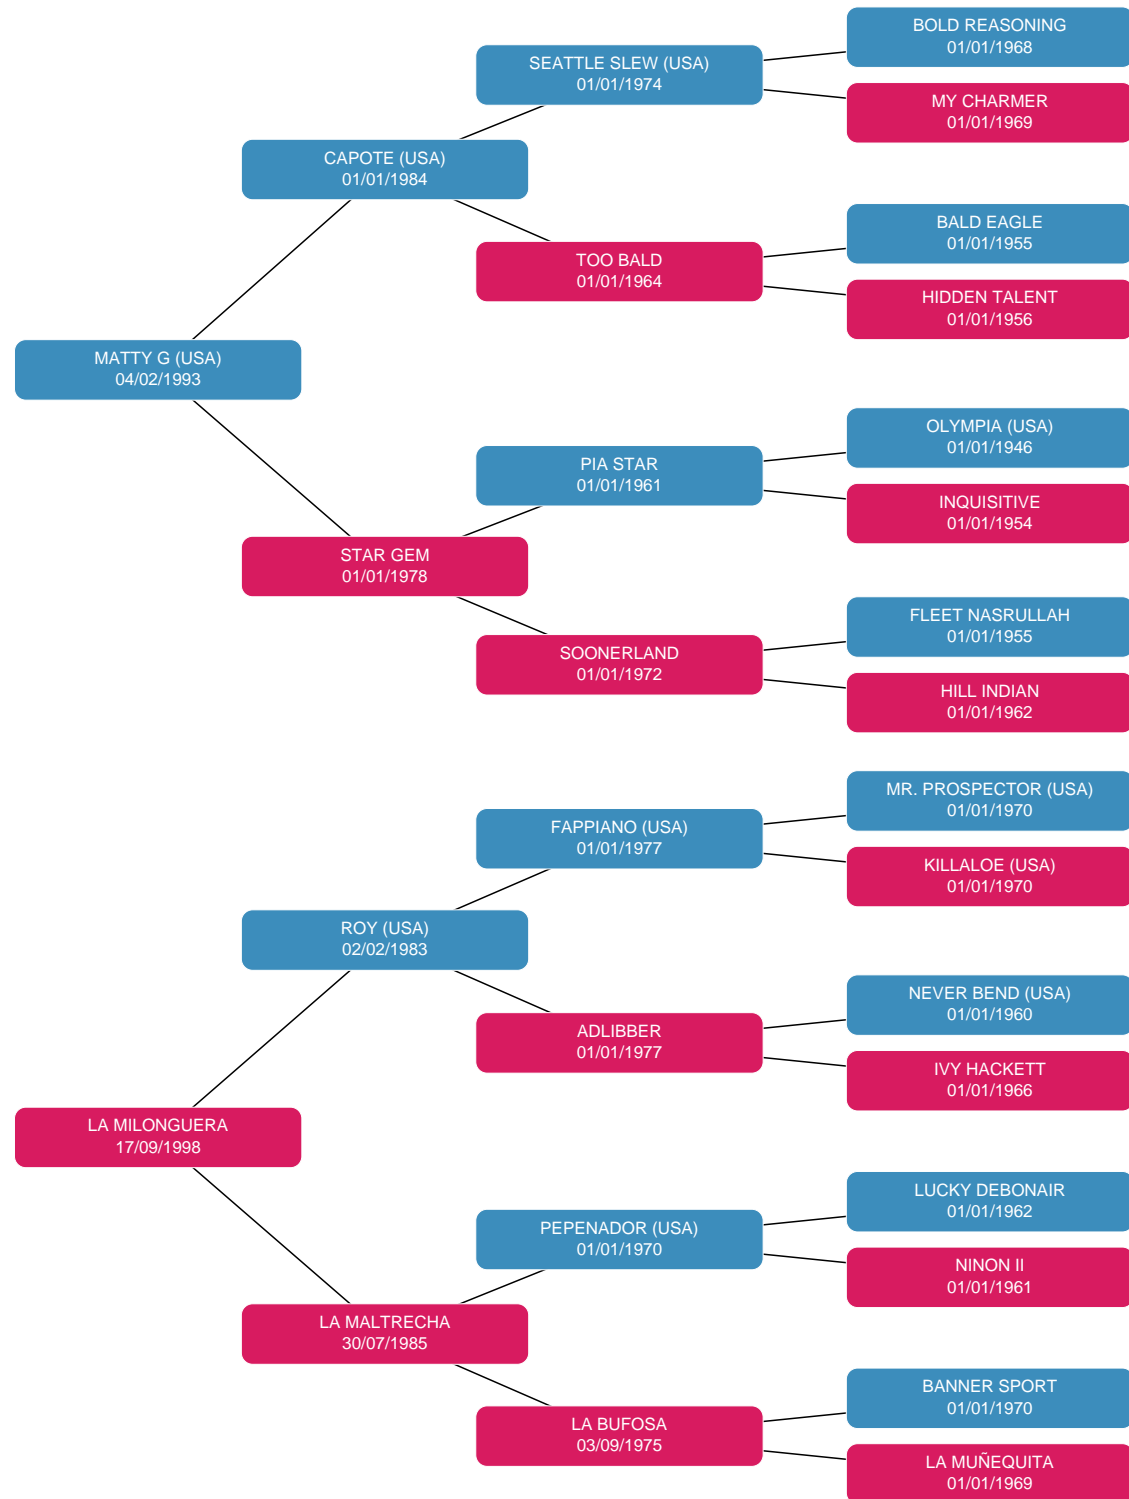 BOLD REASONING
01/01/1968
SEATTLE SLEW (USA)
01/01/1974
MY CHARMER
01/01/1969
CAPOTE (USA)
01/01/1984
BALD EAGLE
01/01/1955
TOO BALD
01/01/1964
HIDDEN TALENT
01/01/1956
MATTY G (USA)
04/02/1993
OLYMPIA (USA)
01/01/1946
PIA STAR
01/01/1961
INQUISITIVE
01/01/1954
STAR GEM
01/01/1978
FLEET NASRULLAH
01/01/1955
SOONERLAND
01/01/1972
HILL INDIAN
01/01/1962
MR. PROSPECTOR (USA)
01/01/1970
FAPPIANO (USA)
01/01/1977
KILLALOE (USA)
01/01/1970
ROY (USA)
02/02/1983
NEVER BEND (USA)
01/01/1960
ADLIBBER
01/01/1977
IVY HACKETT
01/01/1966
LA MILONGUERA
17/09/1998
LUCKY DEBONAIR
01/01/1962
PEPENADOR (USA)
01/01/1970
NINON II
01/01/1961
LA MALTRECHA
30/07/1985
BANNER SPORT
01/01/1970
LA BUFOSA
03/09/1975
LA MUÑEQUITA
01/01/1969